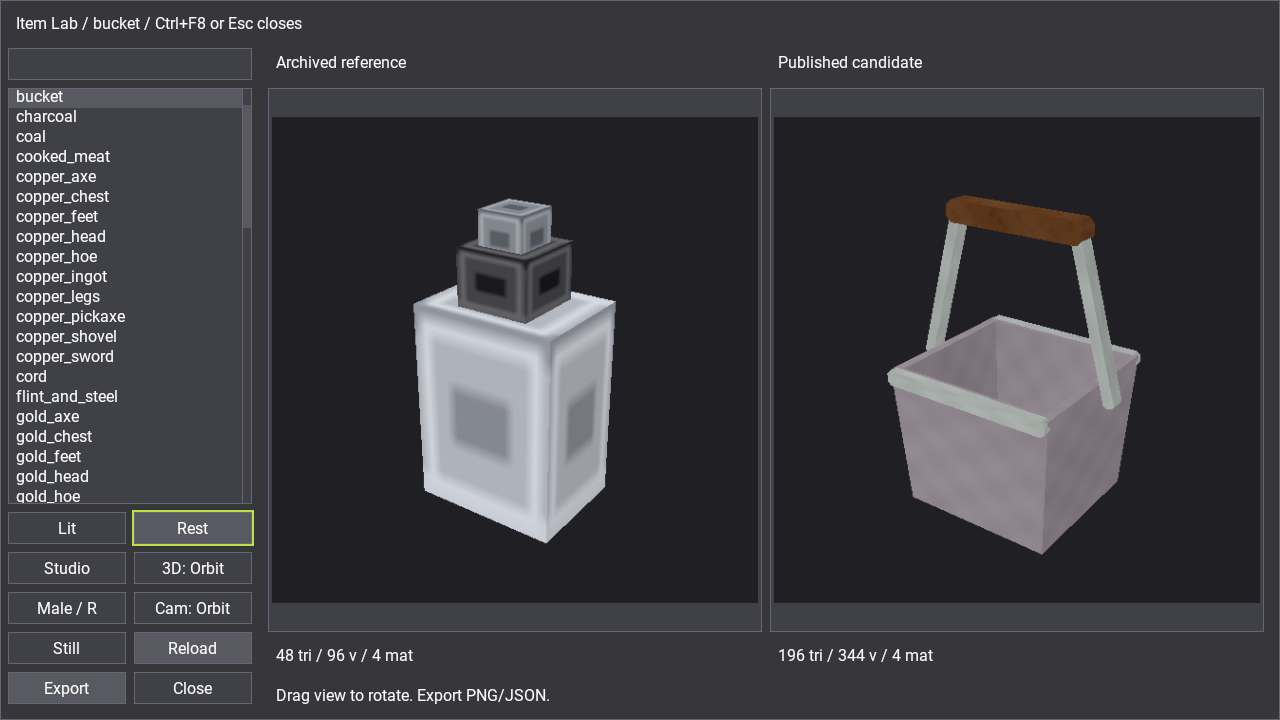 Item Lab / bucket / Ctrl+F8 or Esc closes
Archived reference
Published candidate
bucket
charcoal
coal
cooked_meat
copper_axe
copper_chest
copper_feet
copper_head
copper_hoe
copper_ingot
copper_legs
copper_pickaxe
copper_shovel
copper_sword
cord
flint_and_steel
gold_axe
gold_chest
gold_feet
gold_head
gold_hoe
Lit
Rest
Studio
3D: Orbit
Male / R
Cam: Orbit
Still
Reload
Export
Close
48 tri / 96 v / 4 mat
196 tri / 344 v / 4 mat
Drag view to rotate. Export PNG/JSON.